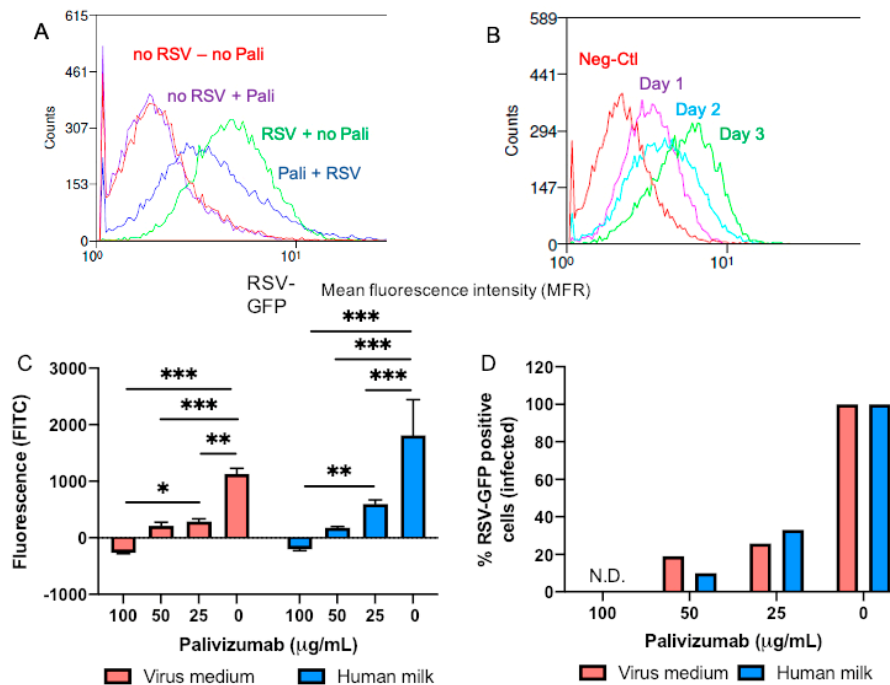 A
615
461
307
153
0
Counts
10⁰
10¹
no RSV – no Pali
no RSV + Pali
RSV + no Pali
Pali + RSV
B
589
441
294
147
0
Counts
10⁰
10¹
Neg-Ctl
Day 1
Day 2
Day 3
RSV-
GFP
Mean fluorescence intensity (MFR)
C
Fluorescence (FITC)
3000
2000
1000
0
-1000
***
***
**
*
***
***
***
**
100 50 25 0 100 50 25 0
Palivizumab (μg/mL)
Virus medium Human milk
D
% RSV-GFP positive
cells (infected)
120
100
80
60
40
20
0
N.D.
100 50 25 0
Palivizumab (μg/mL)
Virus medium Human milk